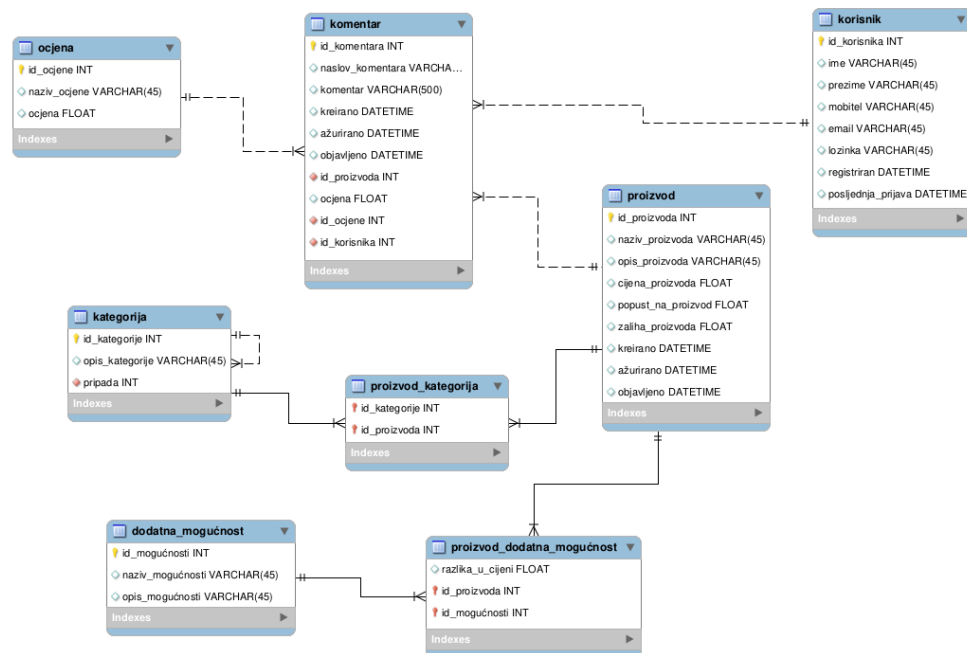 ocjena
id_ocjene INT
naziv_ocjene VARCHAR(45)
ocjena FLOAT
Indexes
komentar
id_komentara INT
naslov_komentara VARCHA...
komentar VARCHAR(500)
kreirano DATETIME
ažurirano DATETIME
objavljeno DATETIME
id_proizvoda INT
ocjena FLOAT
id_ocjene INT
id_korisnika INT
Indexes
korisnik
id_korisnika INT
ime VARCHAR(45)
prezime VARCHAR(45)
mobitel VARCHAR(45)
email VARCHAR(45)
lozinka VARCHAR(45)
registriran DATETIME
posljednja_prijava DATETIME
Indexes
proizvod
id_proizvoda INT
naziv_proizvoda VARCHAR(45)
opis_proizvoda VARCHAR(45)
cijena_proizvoda FLOAT
popust_na_proizvod FLOAT
zaliha_proizvoda FLOAT
kreirano DATETIME
ažurirano DATETIME
objavljeno DATETIME
Indexes
kategorija
id_kategorije INT
opis_kategorije VARCHAR(45)
pripada INT
Indexes
proizvod_kategorija
id_kategorije INT
id_proizvoda INT
Indexes
dodatna_mogućnost
id_mogućnosti INT
naziv_mogućnosti VARCHAR(45)
opis_mogućnosti VARCHAR(45)
Indexes
proizvod_dodatna_mogućnost
razlika_u_cijeni FLOAT
id_proizvoda INT
id_mogućnosti INT
Indexes